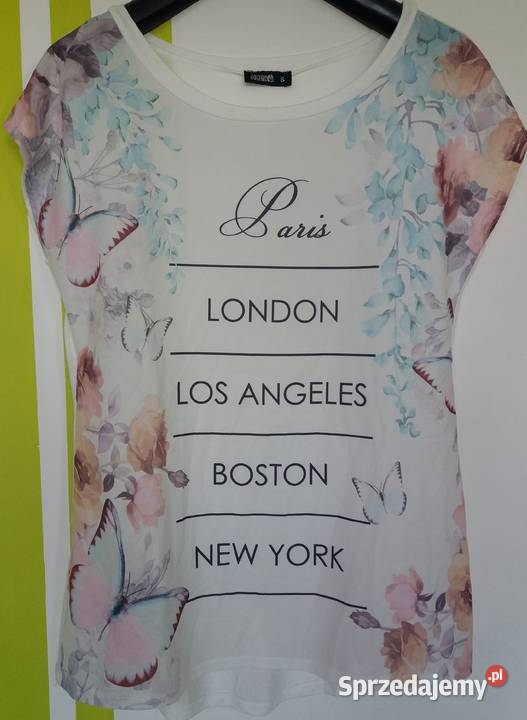 Paris
LONDON
LOS ANGELES
BOSTON
NEW YORK
Sprzedajemy.pl